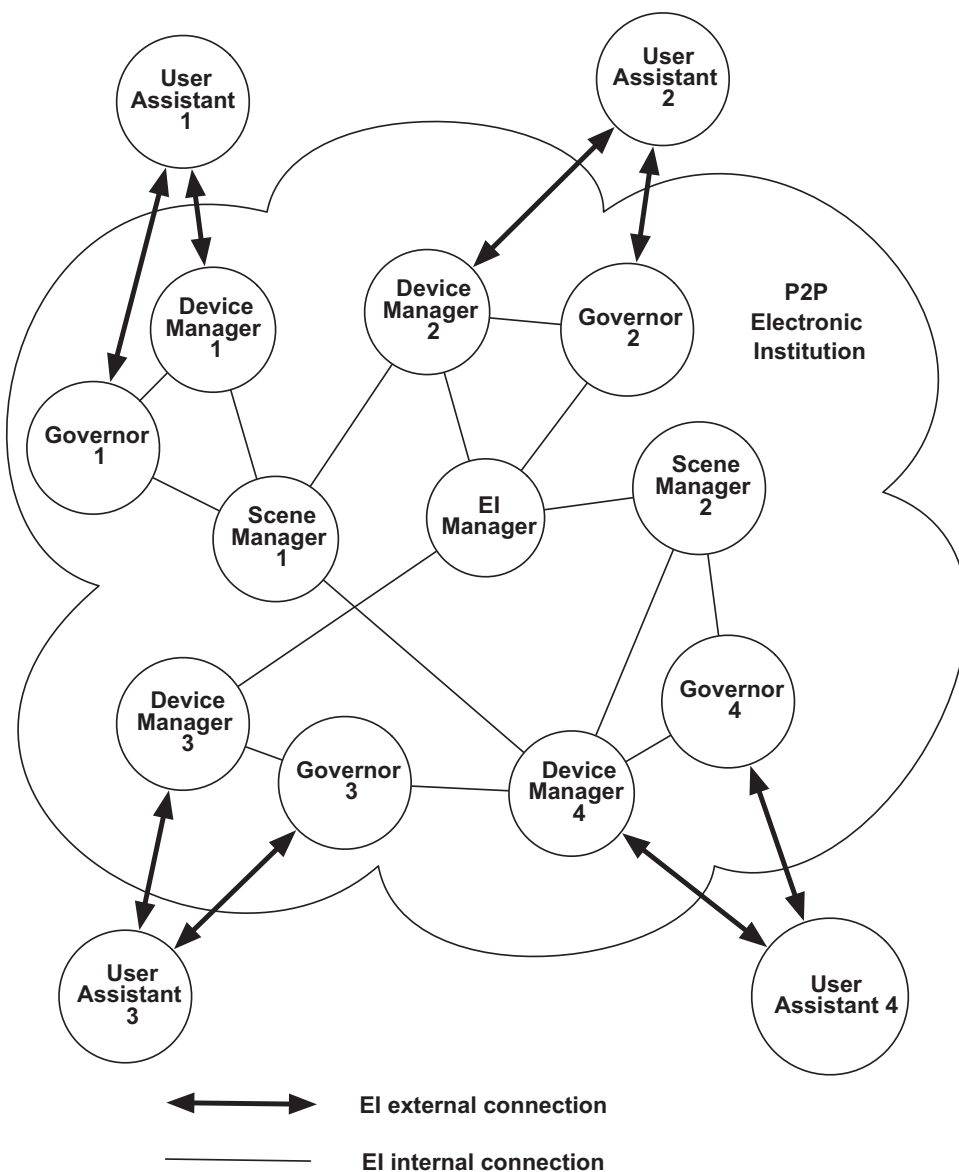 User
Assistant
1
User
Assistant
2
Device
Manager
1
Device
Manager
2
Governor
2
P2P
Electronic
Institution
Governor
1
Scene
Manager
1
EI
Manager
Scene
Manager
2
Device
Manager
3
Governor
3
Device
Manager
4
Governor
4
User
Assistant
3
User
Assistant 4
EI external connection
EI internal connection